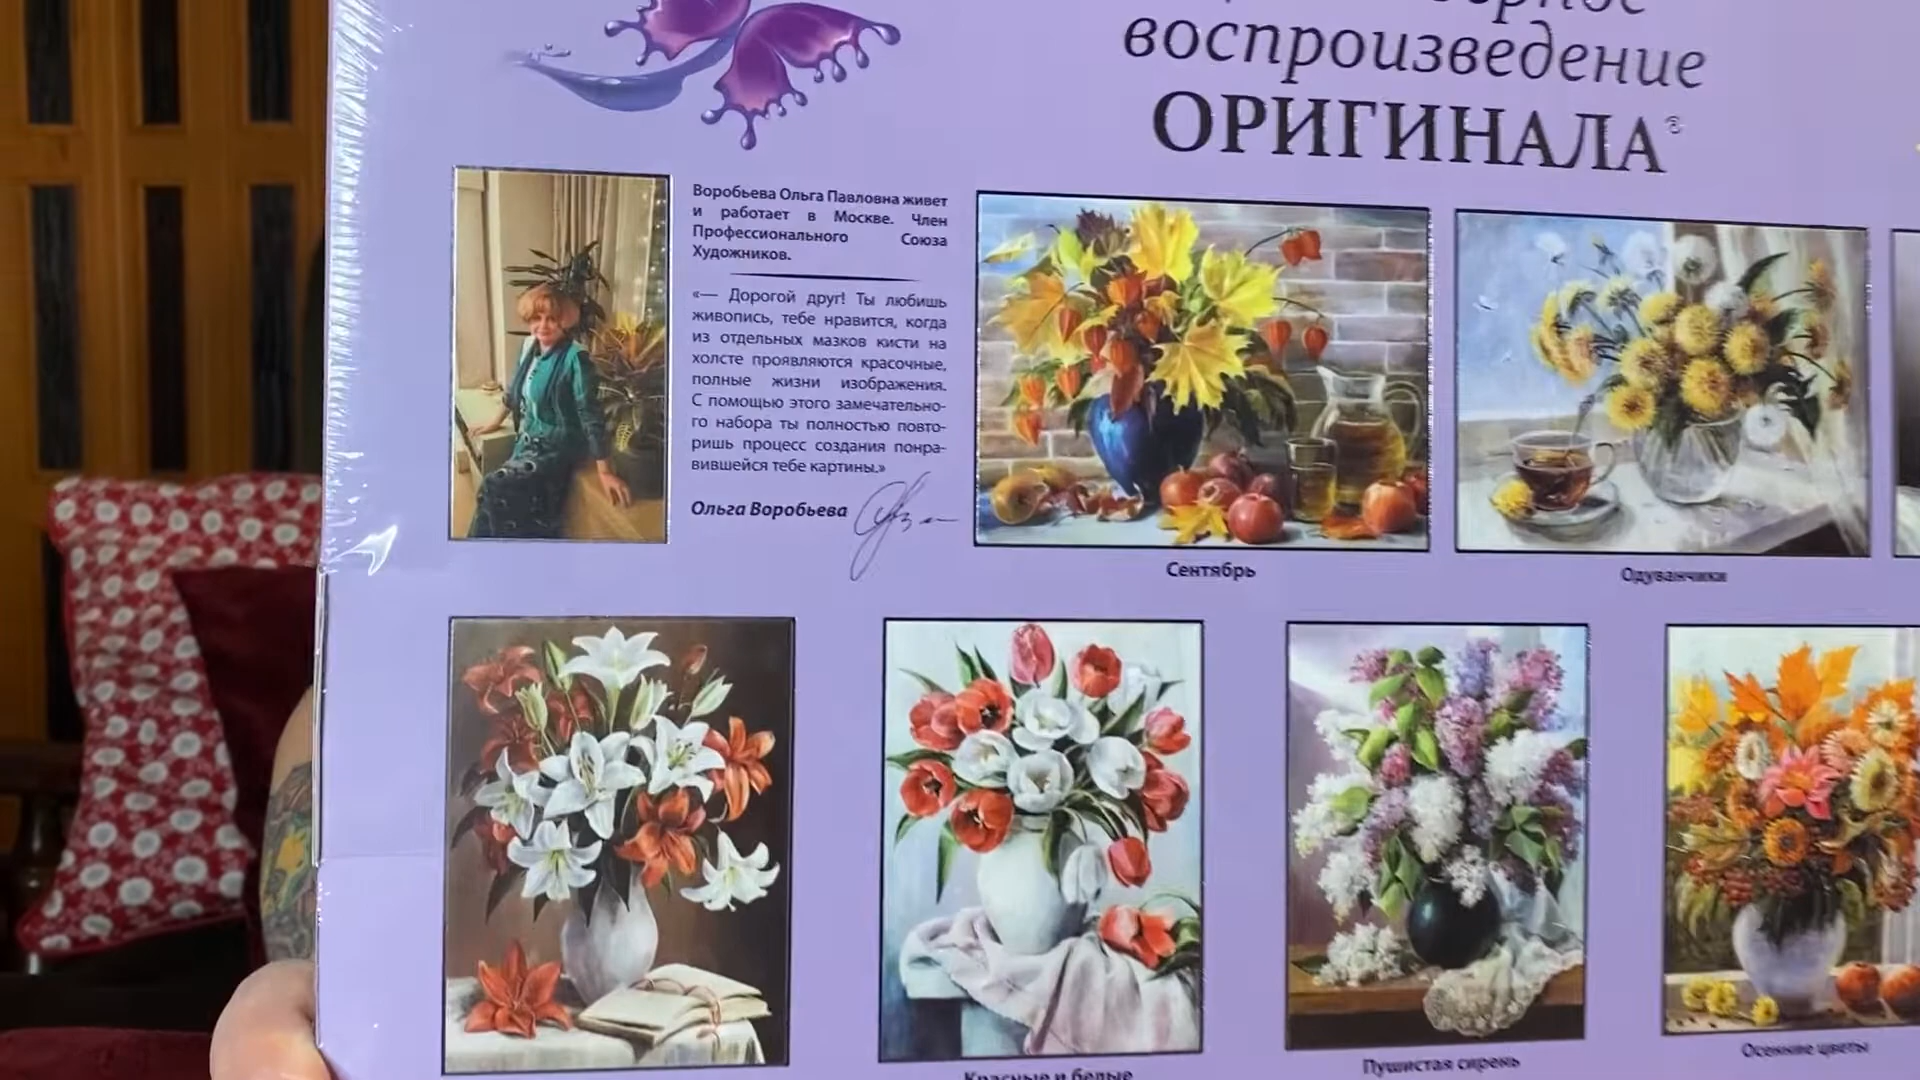 воспроизведение
ОРИГИНАЛА®
Воробьева Ольга Павловна живет
и работает в Москве. Член
Профессионального Союза
Художников.
«— Дорогой друг! Ты любишь
живопись, тебе нравится, когда
из отдельных мазков кисти на
холсте проявляются красочные,
полные жизни изображения.
С помощью этого замечательно-
го набора ты полностью повто-
ришь процесс создания понра-
вившейся тебе картины.»
Ольга Воробьева
Сентябрь
Одуванчики
Красные и белые
Пушистая сирень
Осенние цветы